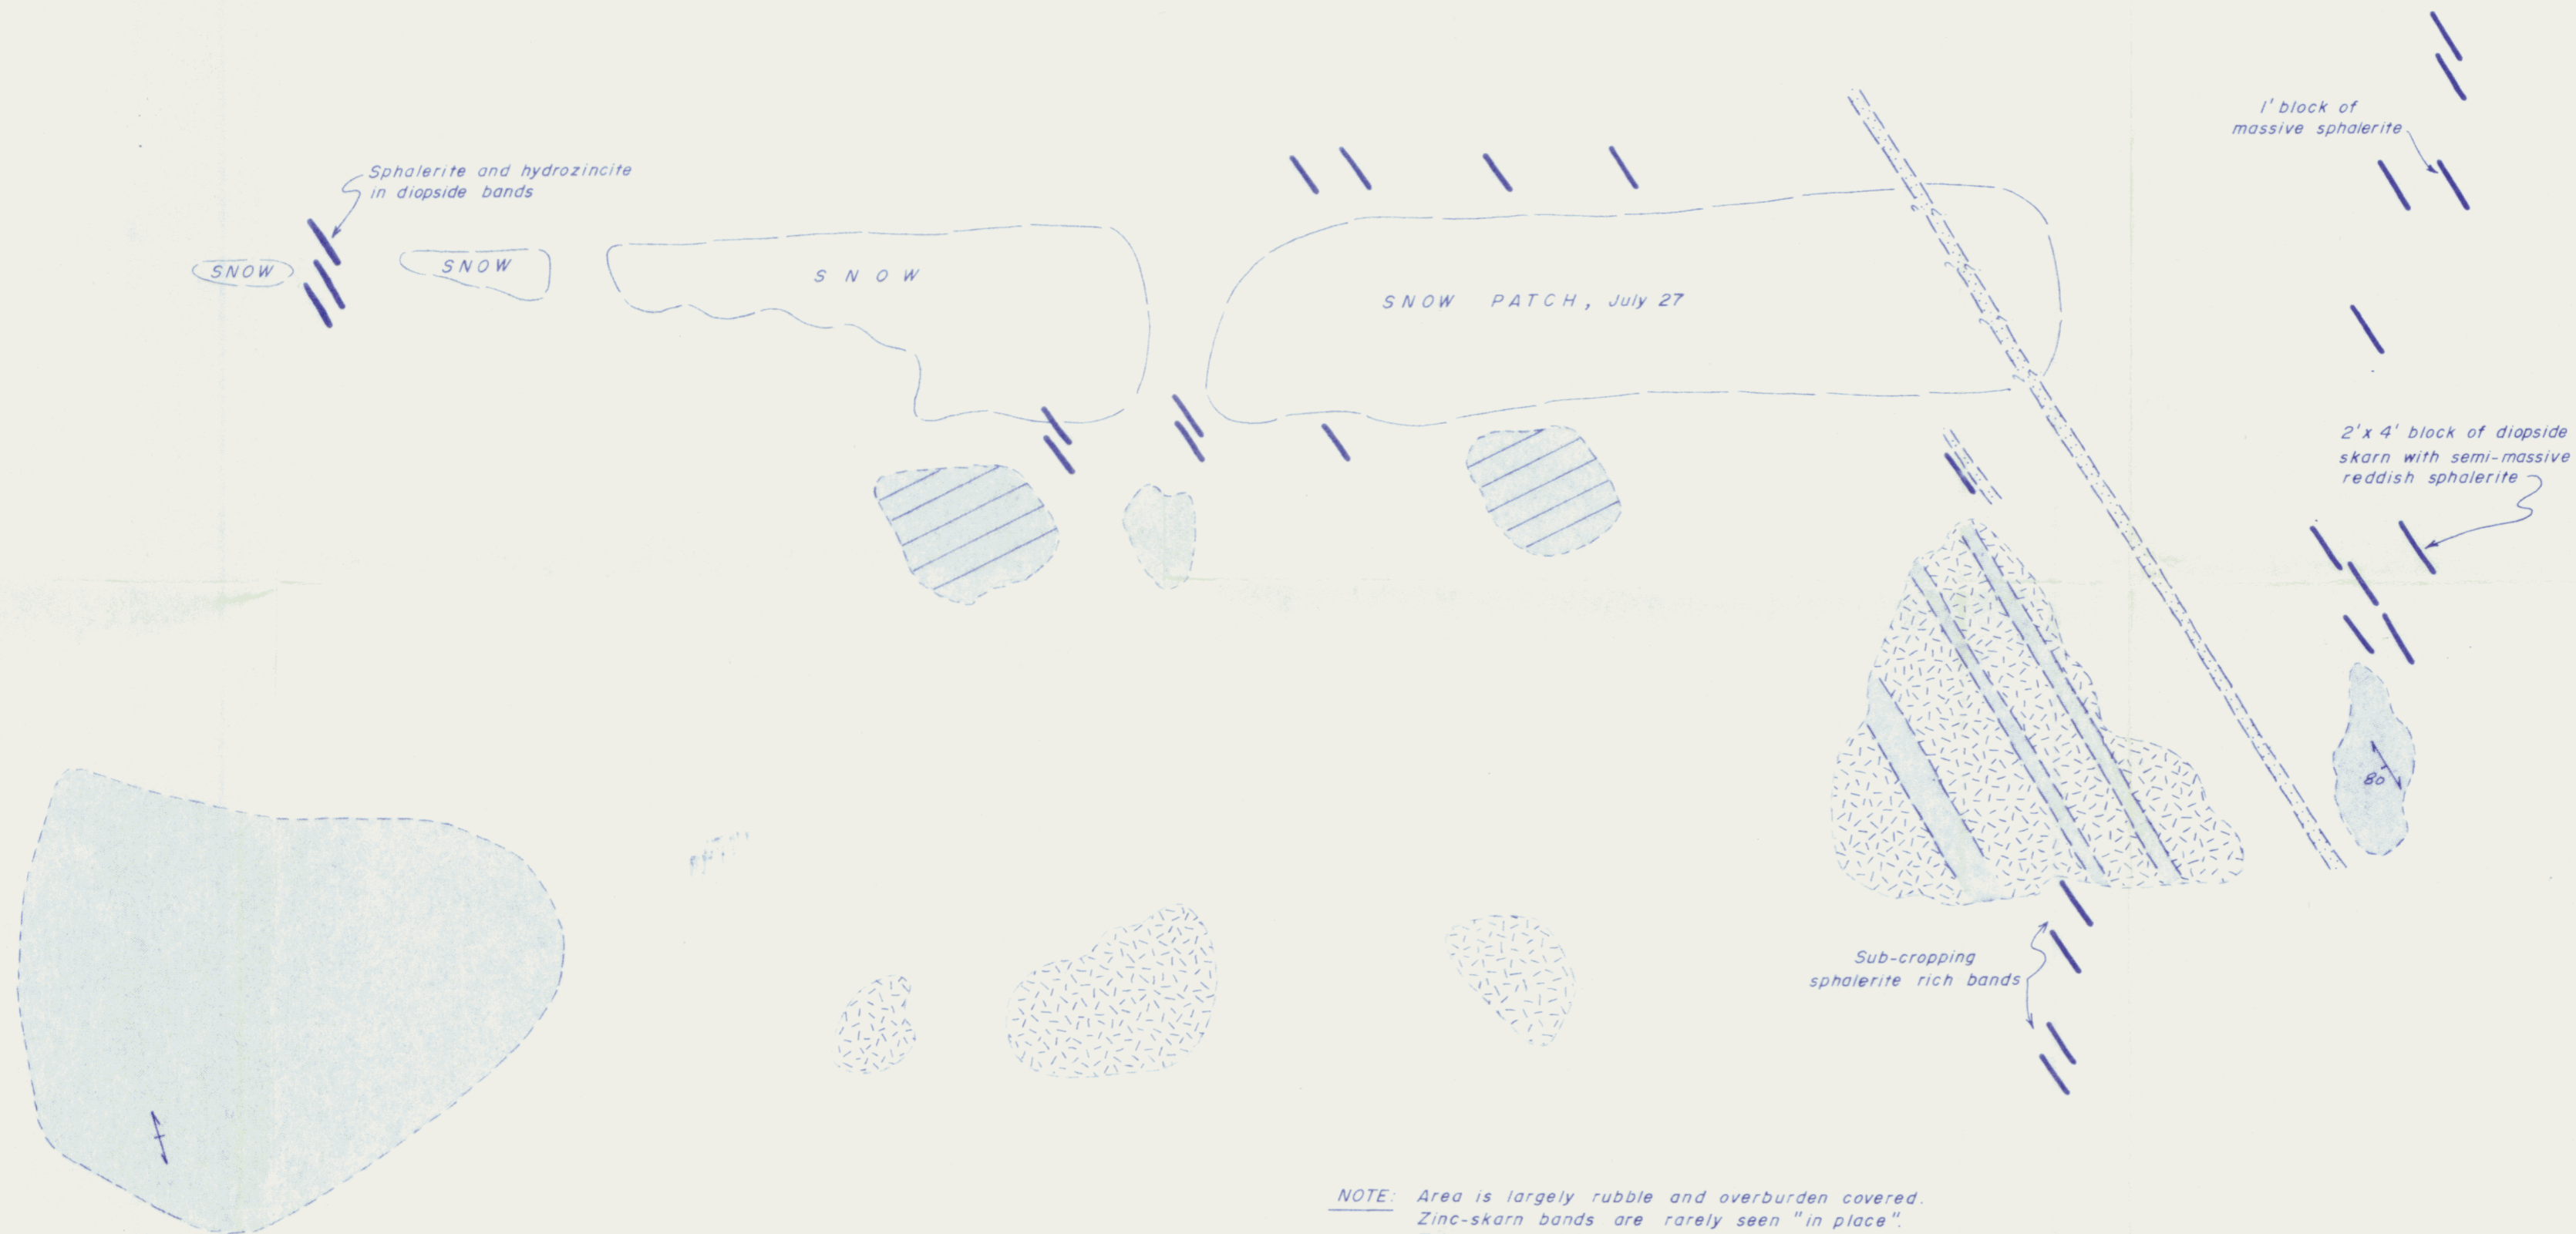 1' block of
massive sphalerite
Sphalerite and hydrozincite
in diopside bands
SNOW
SNOW
SNOW
SNOW PATCH, July 27
2' x 4' block of diopside
skarn with semi-massive
reddish sphalerite
80
Sub-cropping
sphalerite rich bands
NOTE: Area is largely rubble and overburden covered.
Zinc-skarn bands are rarely seen "in place".